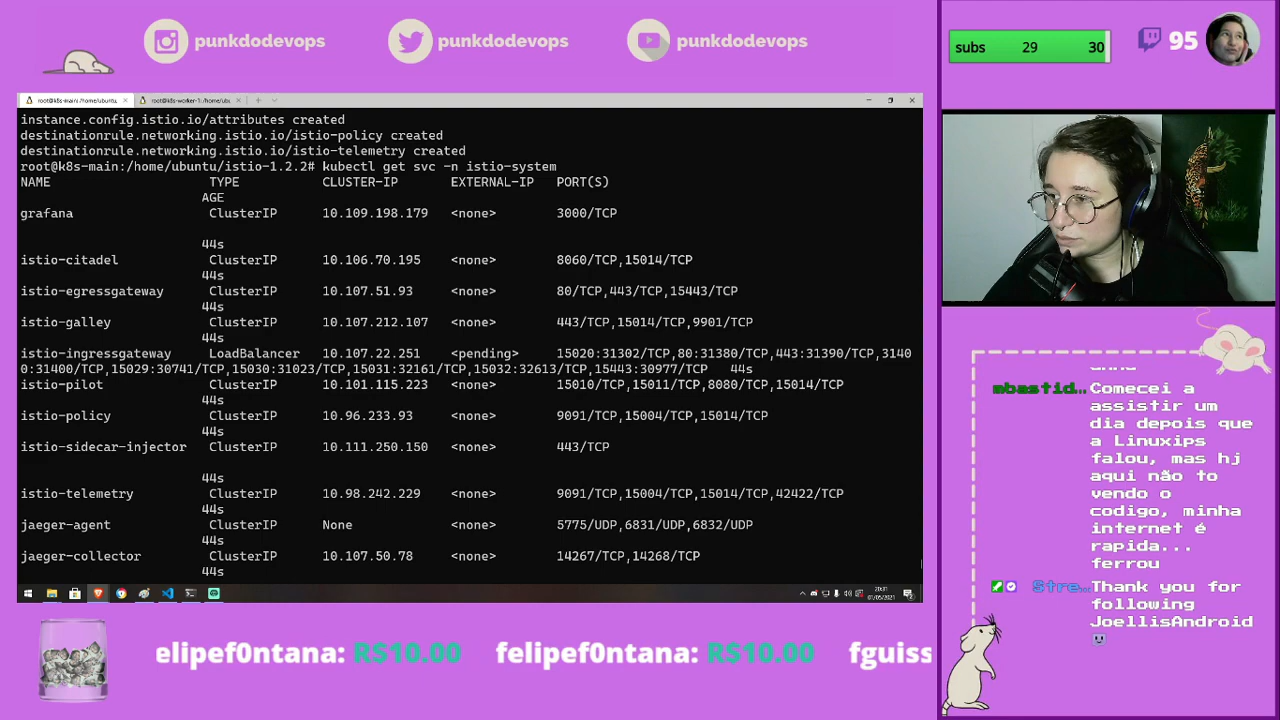 punkdodevops punkdodevops punkdodevops
subs 29 30
95
root@k8s-main: /home/ubuntu root@k8s-worker-1: /home/ubu
instance.config.istio.io/attributes created
destinationrule.networking.istio.io/istio-policy created
destinationrule.networking.istio.io/istio-telemetry created
root@k8s-main:/home/ubuntu/istio-1.2.2# kubectl get svc -n istio-system
NAME TYPE CLUSTER-IP EXTERNAL-IP PORT(S)
AGE
grafana ClusterIP 10.109.198.179 <none> 3000/TCP
44s
istio-citadel ClusterIP 10.106.70.195 <none> 8060/TCP,15014/TCP
44s
istio-egressgateway ClusterIP 10.107.51.93 <none> 80/TCP,443/TCP,15443/TCP
44s
istio-galley ClusterIP 10.107.212.107 <none> 443/TCP,15014/TCP,9901/TCP
44s
istio-ingressgateway LoadBalancer 10.107.22.251 <pending> 15020:31302/TCP,80:31380/TCP,443:31390/TCP,3140
0:31400/TCP,15029:30741/TCP,15030:31023/TCP,15031:32161/TCP,15032:32613/TCP,15443:30977/TCP 44s
istio-pilot ClusterIP 10.101.115.223 <none> 15010/TCP,15011/TCP,8080/TCP,15014/TCP
44s
istio-policy ClusterIP 10.96.233.93 <none> 9091/TCP,15004/TCP,15014/TCP
44s
istio-sidecar-injector ClusterIP 10.111.250.150 <none> 443/TCP
44s
istio-telemetry ClusterIP 10.98.242.229 <none> 9091/TCP,15004/TCP,15014/TCP,42422/TCP
44s
jaeger-agent ClusterIP None <none> 5775/UDP,6831/UDP,6832/UDP
44s
jaeger-collector ClusterIP 10.107.50.78 <none> 14267/TCP,14268/TCP
44s
20:31
01/05/2021
mbastid... Comecei a
assistir um
dia depois que
a Linuxips
falou, mas hj
aqui não to
vendo o
codigo, minha
internet é
rapida...
ferrou
Stre... Thank you for
following
JoellisAndroid
elipef0ntana: R$10.00 felipef0ntana: R$10.00 fguiss